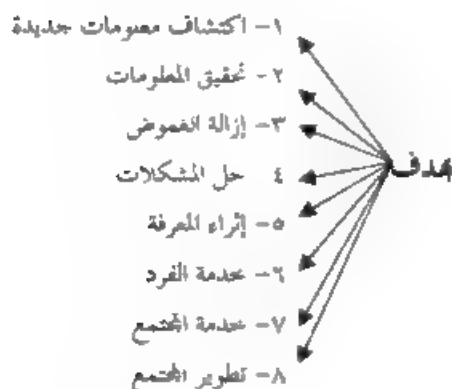 ١- اكتشاف معلومات جديدة
٢- تحقيق المعلومات
٣- إزالة الغموض
٤ حل المشكلات
٥- إثراء المعرفة
٦- خدمة الفرد
٧- خدمة المجتمع
٨- تطوير المجتمع
بهدف